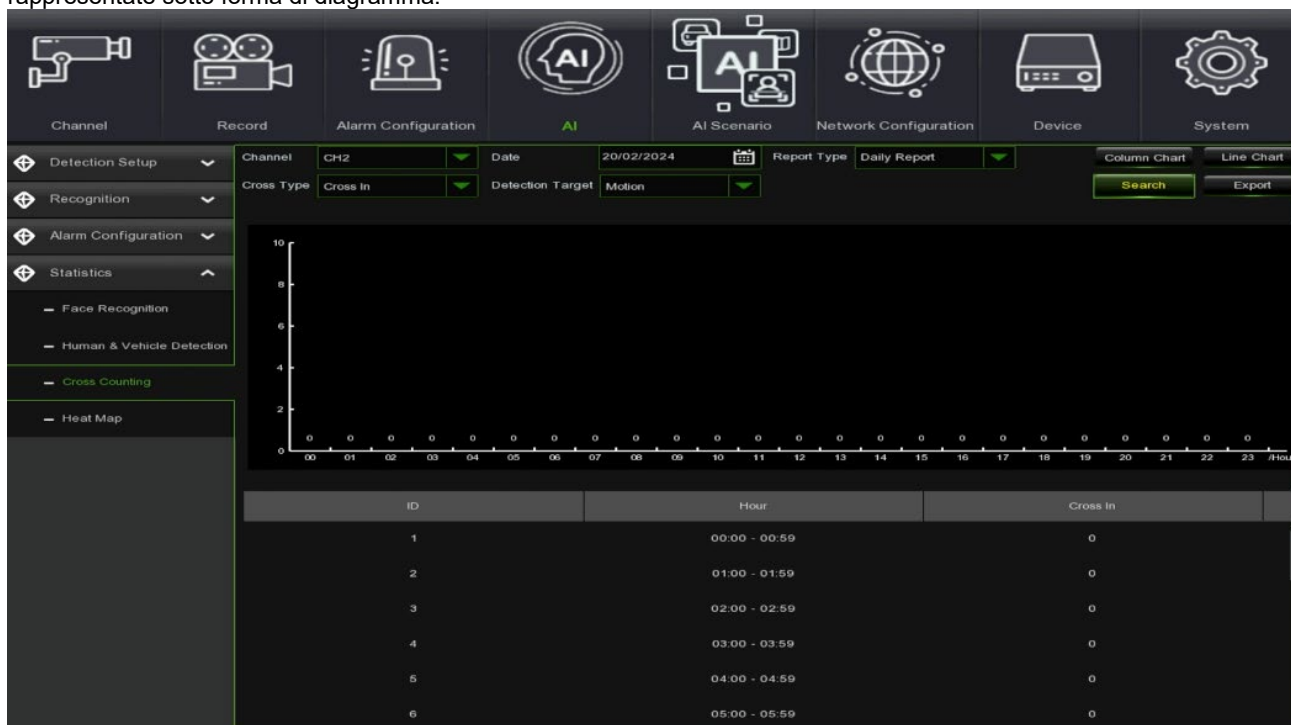 rappresentato sotto forma di diagramma.
Channel Record Alarm Configuration AI AI Scenario Network Configuration Device System
Detection Setup
Recognition
Alarm Configuration
Statistics
Face Recognition
Human & Vehicle Detection
Cross Counting
Heat Map
Channel CH2 Date 20/02/2024 Report Type Daily Report Column Chart Line Chart
Cross Type Cross In Detection Target Motion Search Export
10
8
6
4
2
0
0 0 0 0 0 0 0 0 0 0 0 0 0 0 0 0 0 0 0 0 0 0 0 0
00 01 02 03 04 05 06 07 08 09 10 11 12 13 14 15 16 17 18 19 20 21 22 23 /Hou
ID Hour Cross In
1 00:00 - 00:59 0
2 01:00 - 01:59 0
3 02:00 - 02:59 0
4 03:00 - 03:59 0
5 04:00 - 04:59 0
6 05:00 - 05:59 0